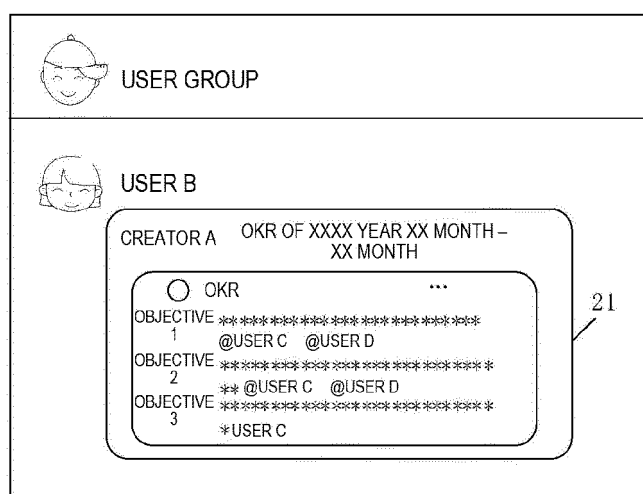 USER GROUP
USER B
CREATOR A OKR OF XXXX YEAR XX MONTH –
XX MONTH
OKR ...
OBJECTIVE 1 **************************
@USER C @USER D
OBJECTIVE 2 ***************************
** @USER C @USER D
OBJECTIVE 3 ***************************
*USER C
21